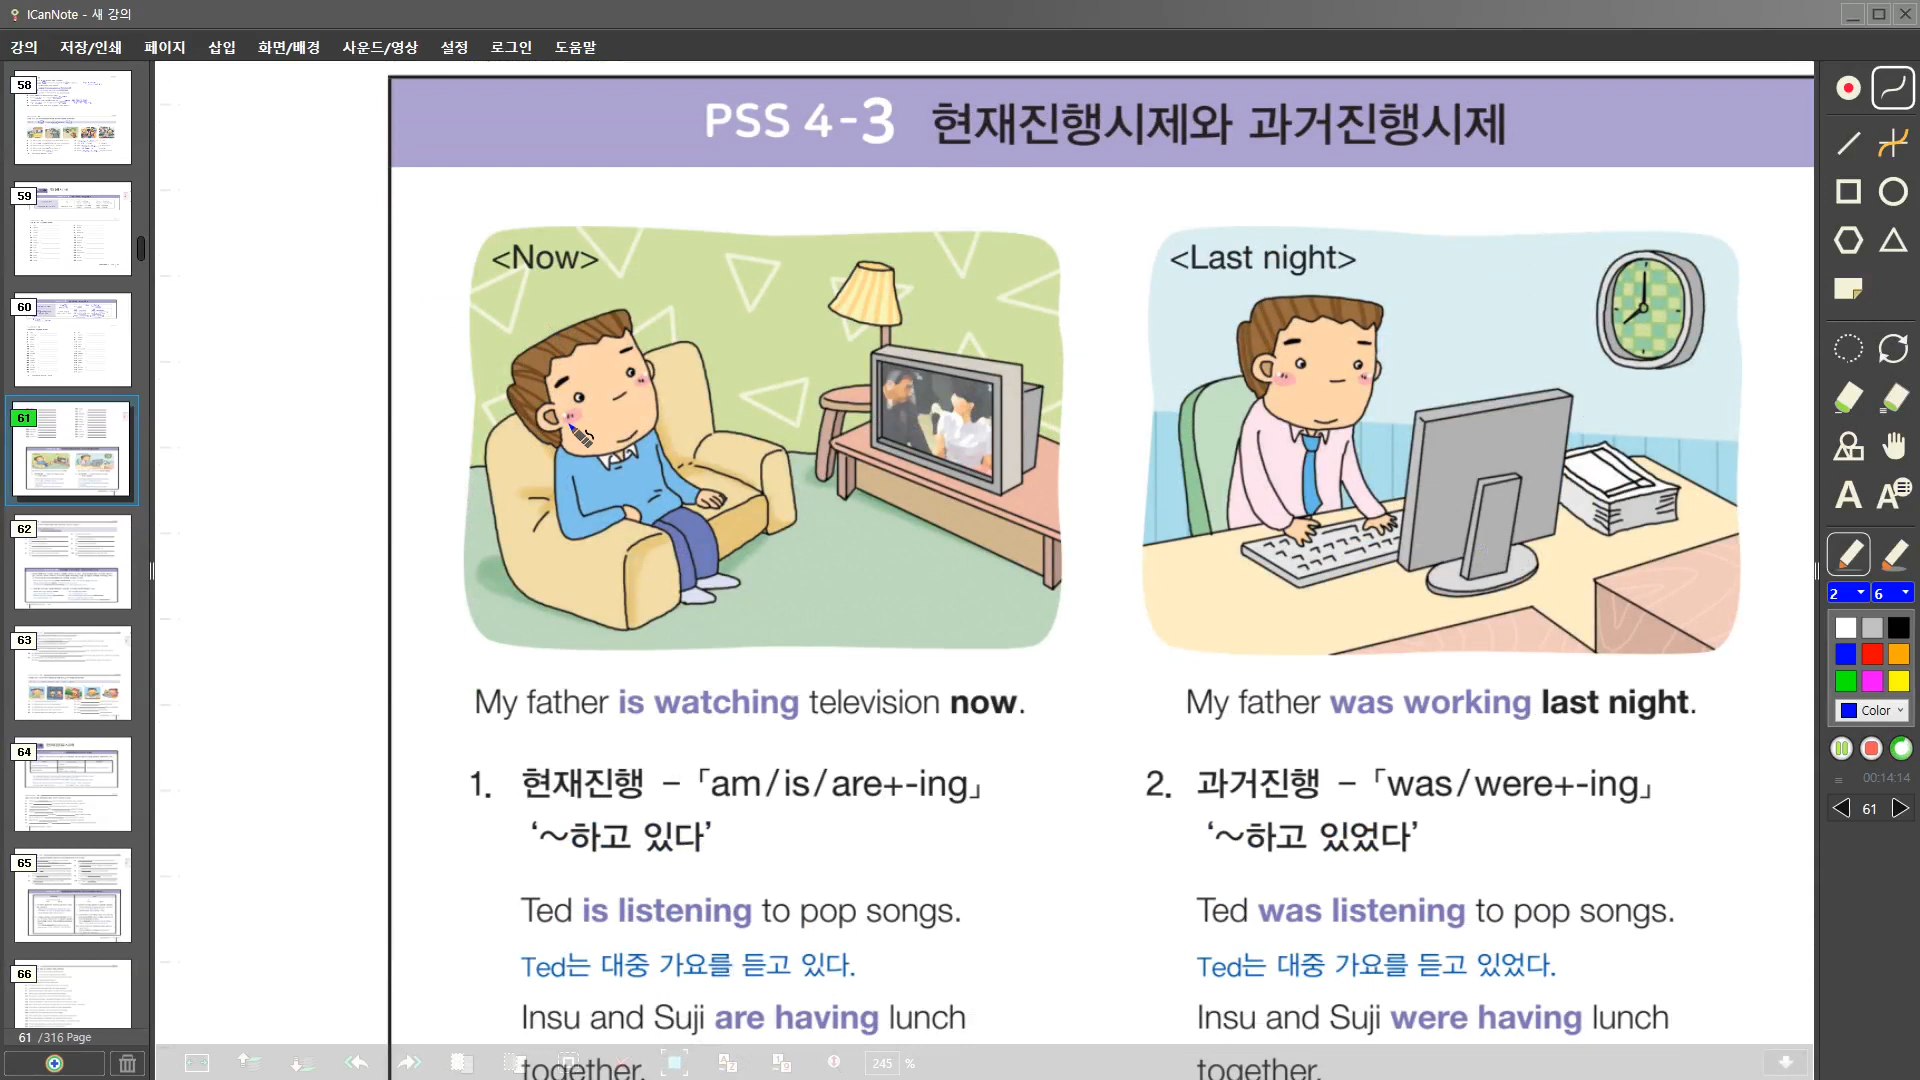 ICanNote - 새 강의
강의 저장/인쇄 페이지 삽입 화면/배경 사운드/영상 설정 로그인 도움말
58
59
60
61
62
63
64
65
66
61 /316 Page
PSS 4-3 현재진행시제와 과거진행시제
<Now>
<Last night>
My father is watching television now.
My father was working last night.
1. 현재진행 –「am/is/are+-ing」
‘～하고 있다’
Ted is listening to pop songs.
Ted는 대중 가요를 듣고 있다.
Insu and Suji are having lunch
together.
2. 과거진행 –「was/were+-ing」
‘～하고 있었다’
Ted was listening to pop songs.
Ted는 대중 가요를 듣고 있었다.
Insu and Suji were having lunch
together.
245 %
A A
2 6
Color
00:14:14
61